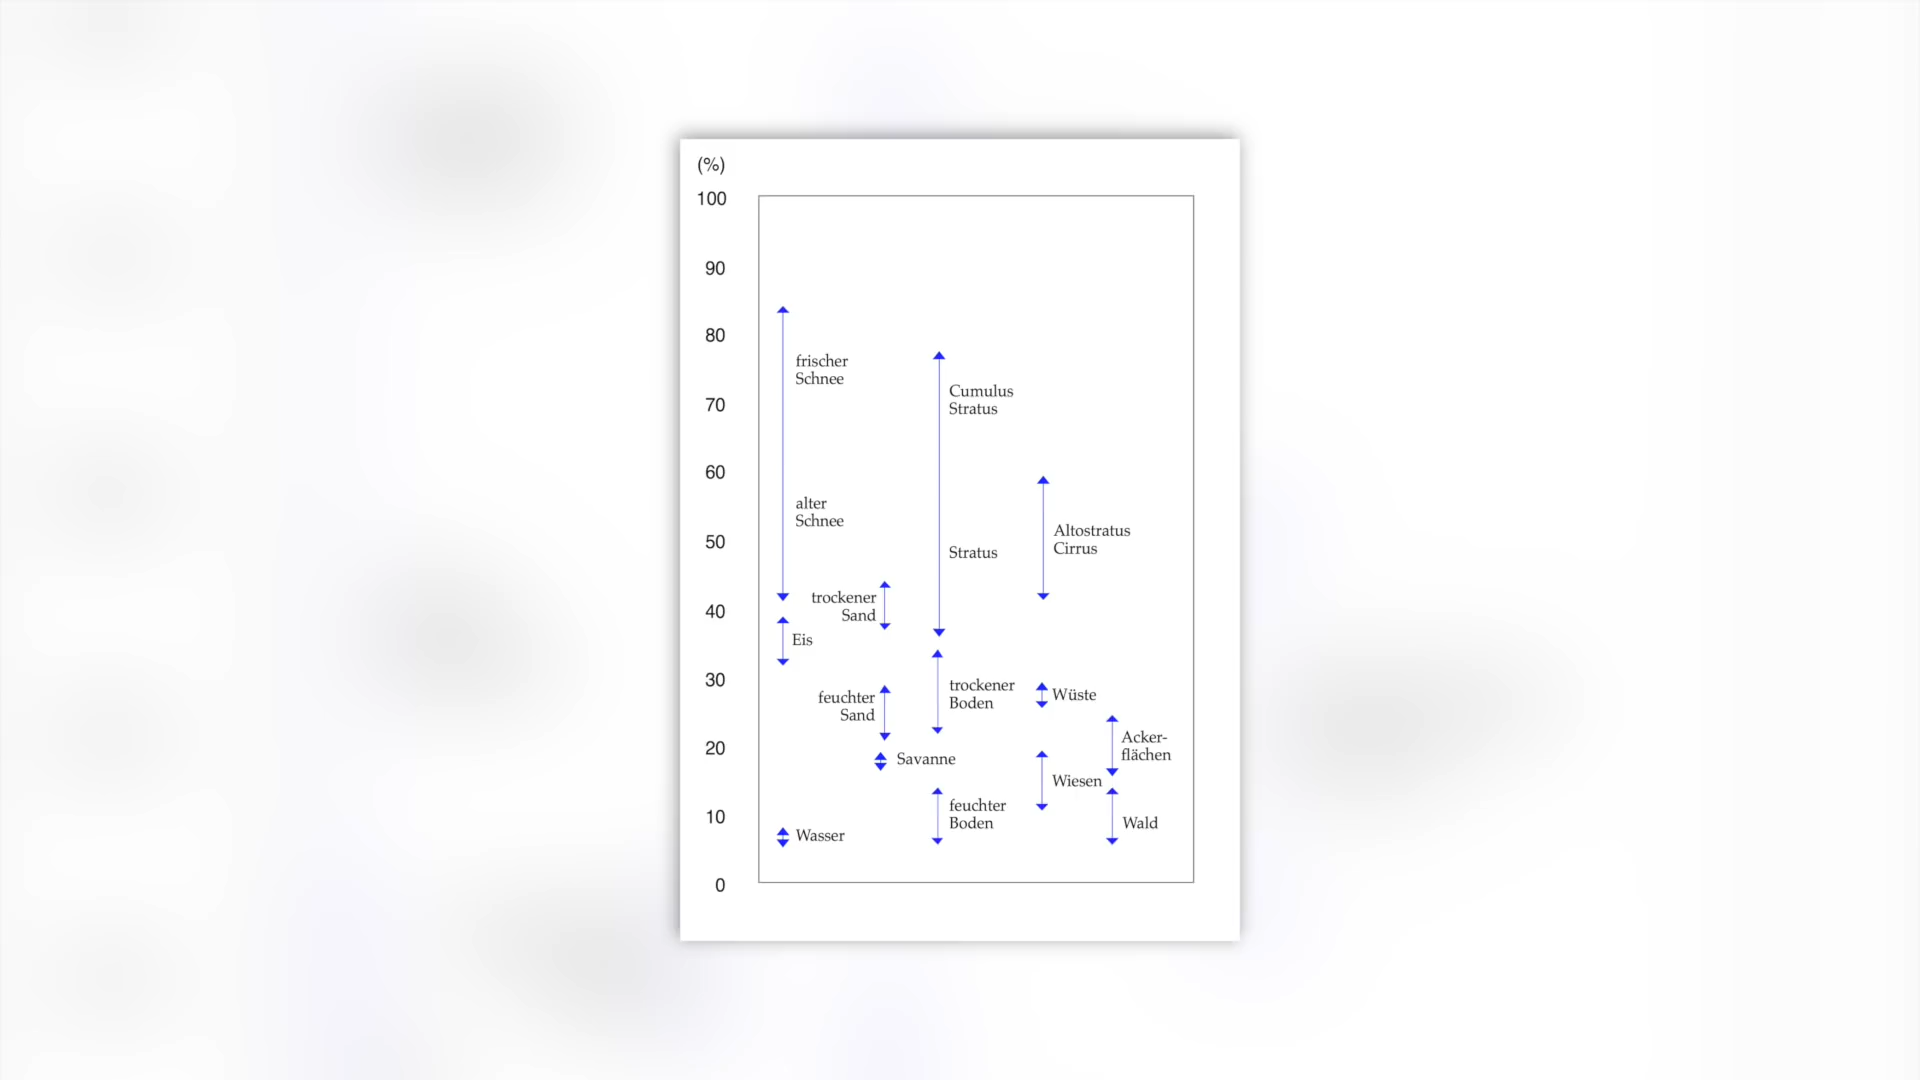 (%)
100
90
80
70
60
50
40
30
20
10
0
frischer
Schnee
alter
Schnee
Eis
Wasser
trockener
Sand
feuchter
Sand
Savanne
Cumulus
Stratus
Stratus
trockener
Boden
feuchter
Boden
Altostratus
Cirrus
Wüste
Wiesen
Acker-
flächen
Wald